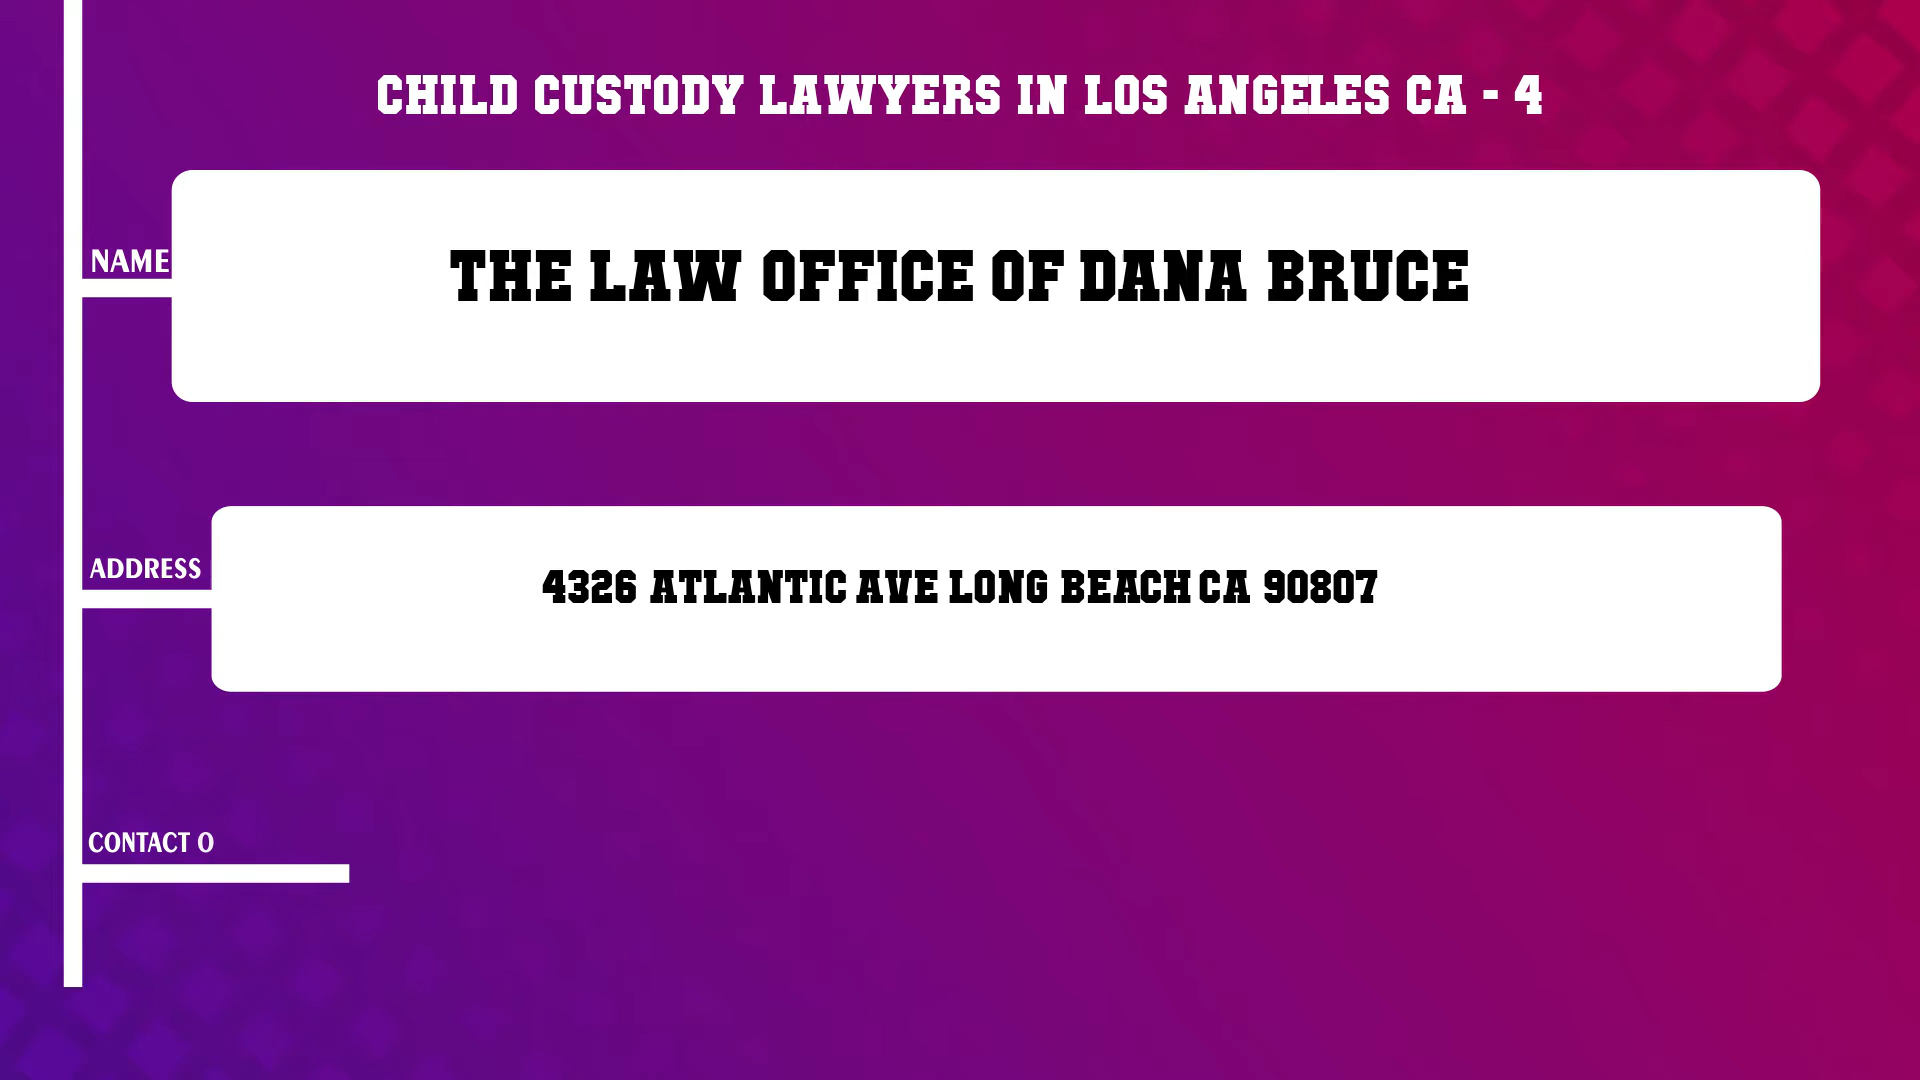 CHILD CUSTODY LAWYERS IN LOS ANGELES CA - 4
NAME
THE LAW OFFICE OF DANA BRUCE
ADDRESS
4326 ATLANTIC AVE LONG BEACH CA 90807
CONTACT O